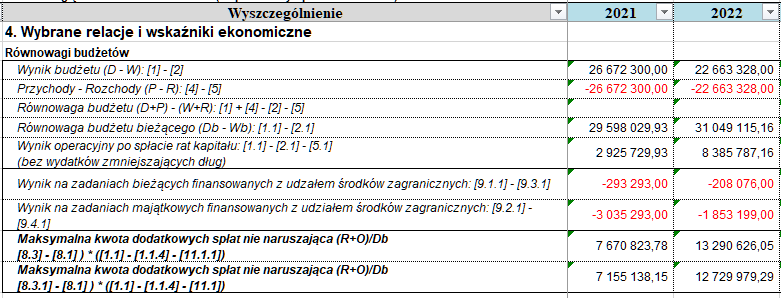 Wyszczególnienie 2021 2022
4. Wybrane relacje i wskaźniki ekonomiczne
Równowagi budżetów
Wynik budżetu (D - W): [1] - [2] 26 672 300,00 22 663 328,00
Przychody - Rozchody (P - R): [4] - [5] -26 672 300,00 -22 663 328,00
Równowaga budżetu (D+P) - (W+R): [1] + [4] - [2] - [5]
Równowaga budżetu bieżącego (Db - Wb): [1.1] - [2.1] 29 598 029,93 31 049 115,16
Wynik operacyjny po spłacie rat kapitału: [1.1] - [2.1] - [5.1]
(bez wydatków zmniejszających dług) 2 925 729,93 8 385 787,16
Wynik na zadaniach bieżących finansowanych z udzałem środków zagranicznych: [9.1.1] - [9.3.1] -293 293,00 -208 076,00
Wynik na zadaniach majątkowych finansowanych z udziałem środków zagranicznych: [9.2.1] -
[9.4.1] -3 035 293,00 -1 853 199,00
Maksymalna kwota dodatkowych spłat nie naruszająca (R+O)/Db
[8.3] - [8.1] ) * ([1.1] - [1.1.4] - [11.1.1]) 7 670 823,78 13 290 626,05
Maksymalna kwota dodatkowych spłat nie naruszająca (R+O)/Db
[8.3.1] - [8.1] ) * ([1.1] - [1.1.4] - [11.1]) 7 155 138,15 12 729 979,29